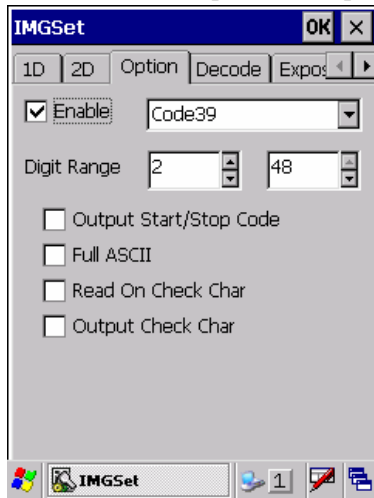 IMGSet OK ×
1D 2D Option Decode Expos
Enable Code39
Digit Range 2 48
Output Start/Stop Code
Full ASCII
Read On Check Char
Output Check Char
IMGSet 1